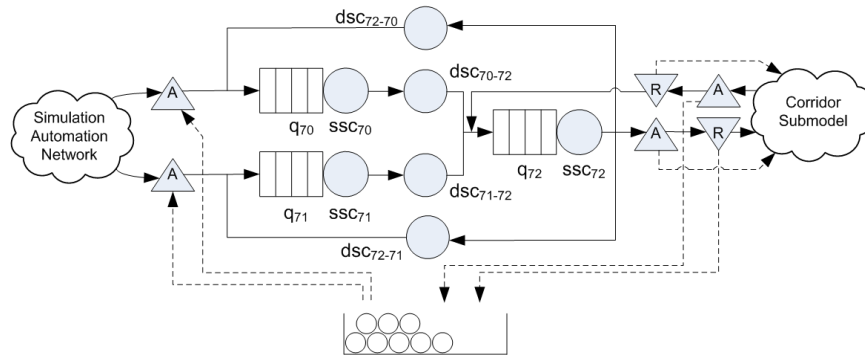 dsc72-70
A
q70
ssc70
dsc70-72
R
A
Simulation
Automation
Network
Corridor
Submodel
A
q71
ssc71
dsc71-72
q72
ssc72
A
R
dsc72-71